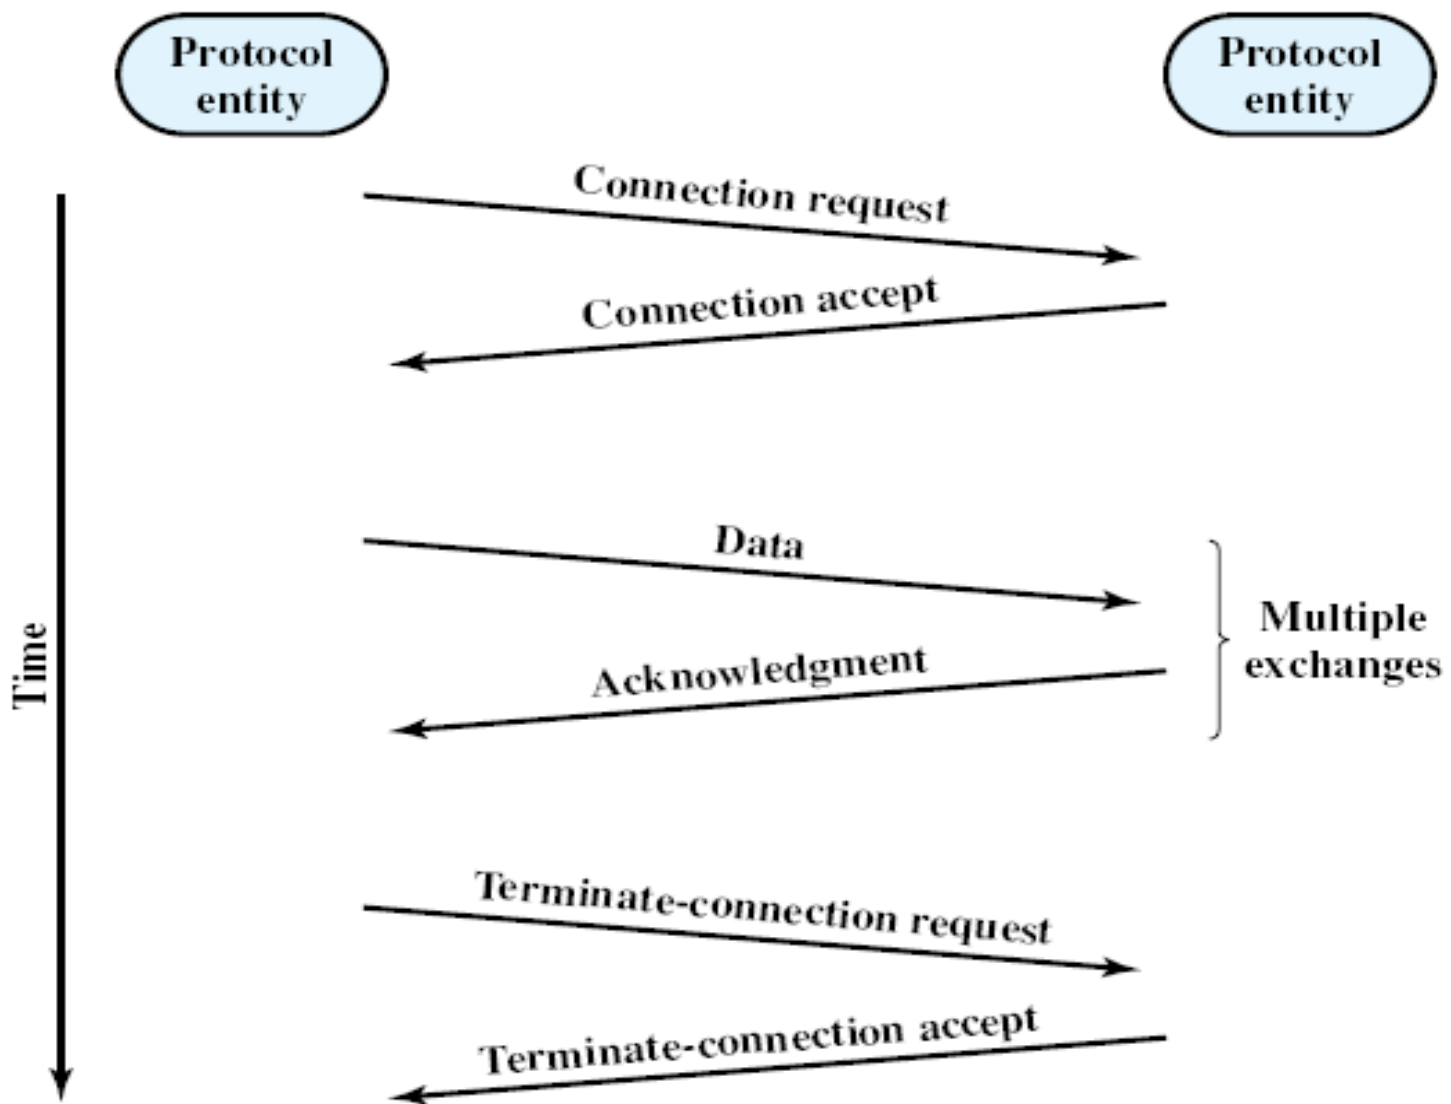 Protocol
entity
Protocol
entity
Connection request
Connection accept
Data
Acknowledgment
Multiple
exchanges
Time
Terminate-connection request
Terminate-connection accept